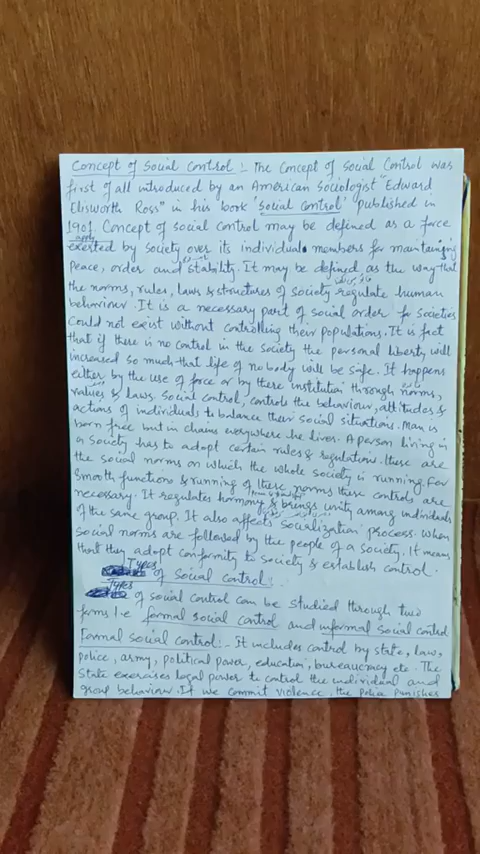 Concept of Social Control :- The Concept of Social Control was
first of all introduced by an American Sociologist "Edward
Elisworth Ross" in his book 'Social Control' published in
1901. Concept of social control may be defined as a force
apply
exerted by society over its individual members for maintaining
peace, order and stability. It may be defined as the way that
the norms, rules, laws & structures of society regulate human
behaviour. It is a necessary part of social order for societies
could not exist without controlling their populations. It is fact
that if there is no control in the society the personal liberty will
increased so much that life of no body will be safe. It happens
either by the use of force or by there institution through norms,
values & laws. Social control, controls the behaviour, attitudes &
actions of individuals to balance their social situations. Man is
born free but in chains everywhere he lives. A person living in
a society has to adopt certain rules & regulations. these are
the social norms on which the whole society is running. For
smooth functions & running of these norms these controls are
necessary. It regulates harmony & brings unity among individuals
of the same group. It also affects socialization process. When
social norms are followed by the people of a society. It means
that they adopt conformity to society & establish control.
Types
of Social Control :-
Types
of social control can be studied through two
forms i.e formal social control and informal social control
Formal social control :- It includes control by state, law,
police, army, political power, education, bureaucracy etc. The
State exercises legal power to control the individual and
group behaviour. If we commit violence, the police punishes